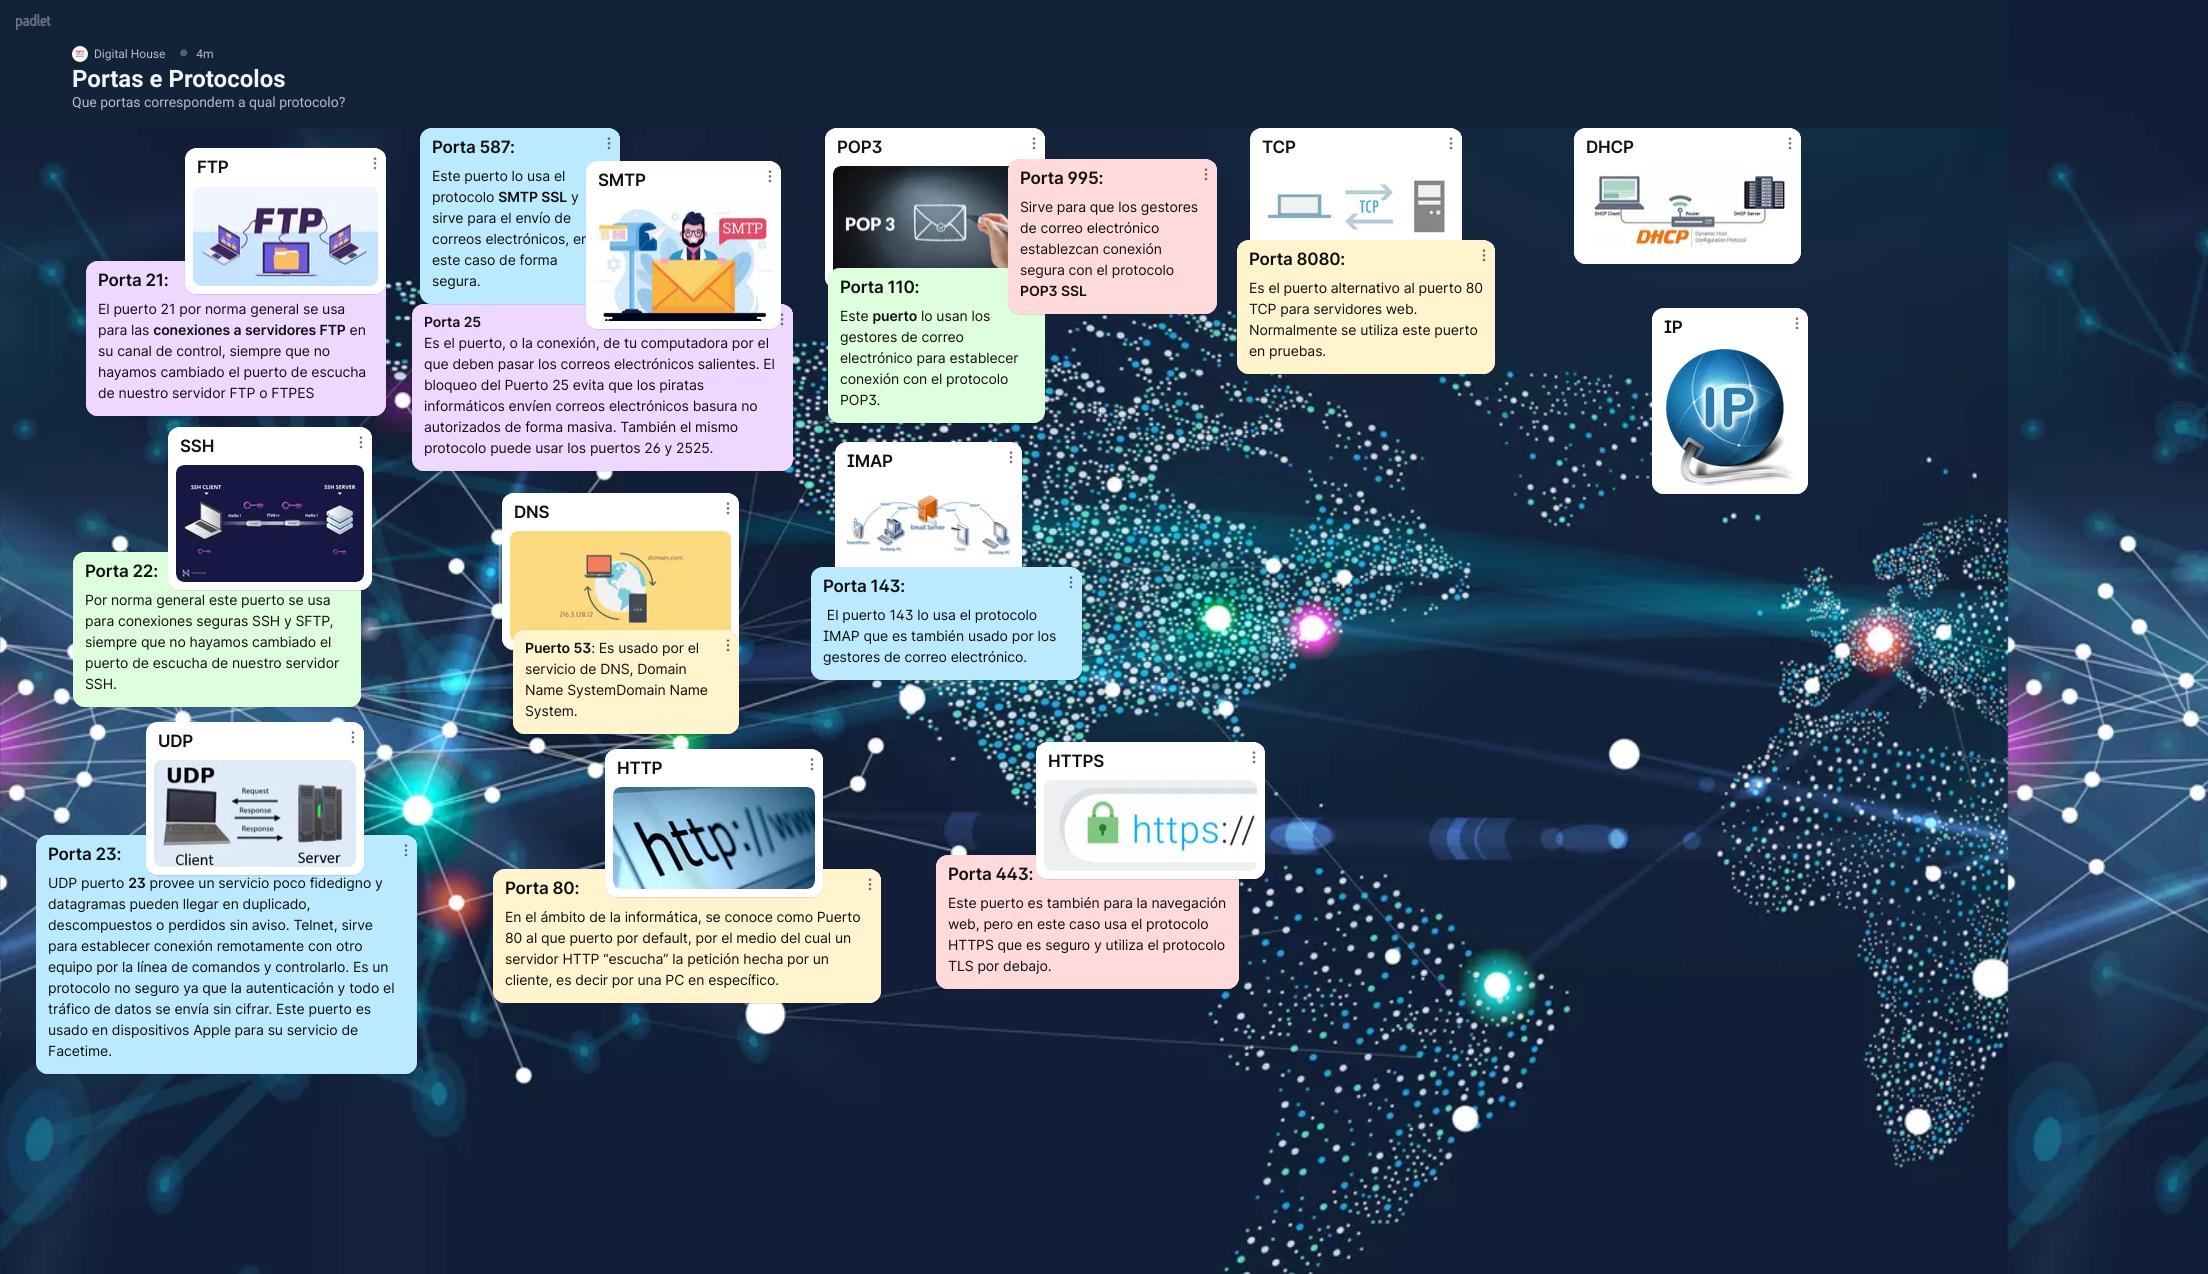 padlet
Digital House • 4m
Portas e Protocolos
Que portas correspondem a qual protocolo?
FTP
FTP
Porta 21:
El puerto 21 por norma general se usa
para las conexiones a servidores FTP en
su canal de control, siempre que no
hayamos cambiado el puerto de escucha
de nuestro servidor FTP o FTPES
SSH
SSH CLIENT
SSH SERVER
Hello !
Hello !
Porta 22:
Por norma general este puerto se usa
para conexiones seguras SSH y SFTP,
siempre que no hayamos cambiado el
puerto de escucha de nuestro servidor
SSH.
UDP
UDP
Request
Response
Response
Client
Server
Porta 23:
UDP puerto 23 provee un servicio poco fidedigno y
datagramas pueden llegar en duplicado,
descompuestos o perdidos sin aviso. Telnet, sirve
para establecer conexión remotamente con otro
equipo por la línea de comandos y controlarlo. Es un
protocolo no seguro ya que la autenticación y todo el
tráfico de datos se envía sin cifrar. Este puerto es
usado en dispositivos Apple para su servicio de
Facetime.
Porta 587:
Este puerto lo usa el
protocolo SMTP SSL y
sirve para el envío de
correos electrónicos, en
este caso de forma
segura.
SMTP
SMTP
Porta 25
Es el puerto, o la conexión, de tu computadora por el
que deben pasar los correos electrónicos salientes. El
bloqueo del Puerto 25 evita que los piratas
informáticos envíen correos electrónicos basura no
autorizados de forma masiva. También el mismo
protocolo puede usar los puertos 26 y 2525.
DNS
domain.com
216.3.128.12
Puerto 53: Es usado por el
servicio de DNS, Domain
Name SystemDomain Name
System.
HTTP
http://www
Porta 80:
En el ámbito de la informática, se conoce como Puerto
80 al que puerto por default, por el medio del cual un
servidor HTTP “escucha” la petición hecha por un
cliente, es decir por una PC en específico.
POP3
POP 3
Porta 995:
Sirve para que los gestores
de correo electrónico
establezcan conexión
segura con el protocolo
POP3 SSL
Porta 110:
Este puerto lo usan los
gestores de correo
electrónico para establecer
conexión con el protocolo
POP3.
IMAP
IMAP
IMAP
IMAP
IMAP
Email Server
Smartphone
Desktop PC
Tablet
Desktop PC
Porta 143:
El puerto 143 lo usa el protocolo
IMAP que es también usado por los
gestores de correo electrónico.
HTTPS
https://
Porta 443:
Este puerto es también para la navegación
web, pero en este caso usa el protocolo
HTTPS que es seguro y utiliza el protocolo
TLS por debajo.
TCP
TCP
Porta 8080:
Es el puerto alternativo al puerto 80
TCP para servidores web.
Normalmente se utiliza este puerto
en pruebas.
DHCP
DHCP Client
Router
DHCP Server
DHCP
Dynamic Host
Configuration Protocol
IP
IP